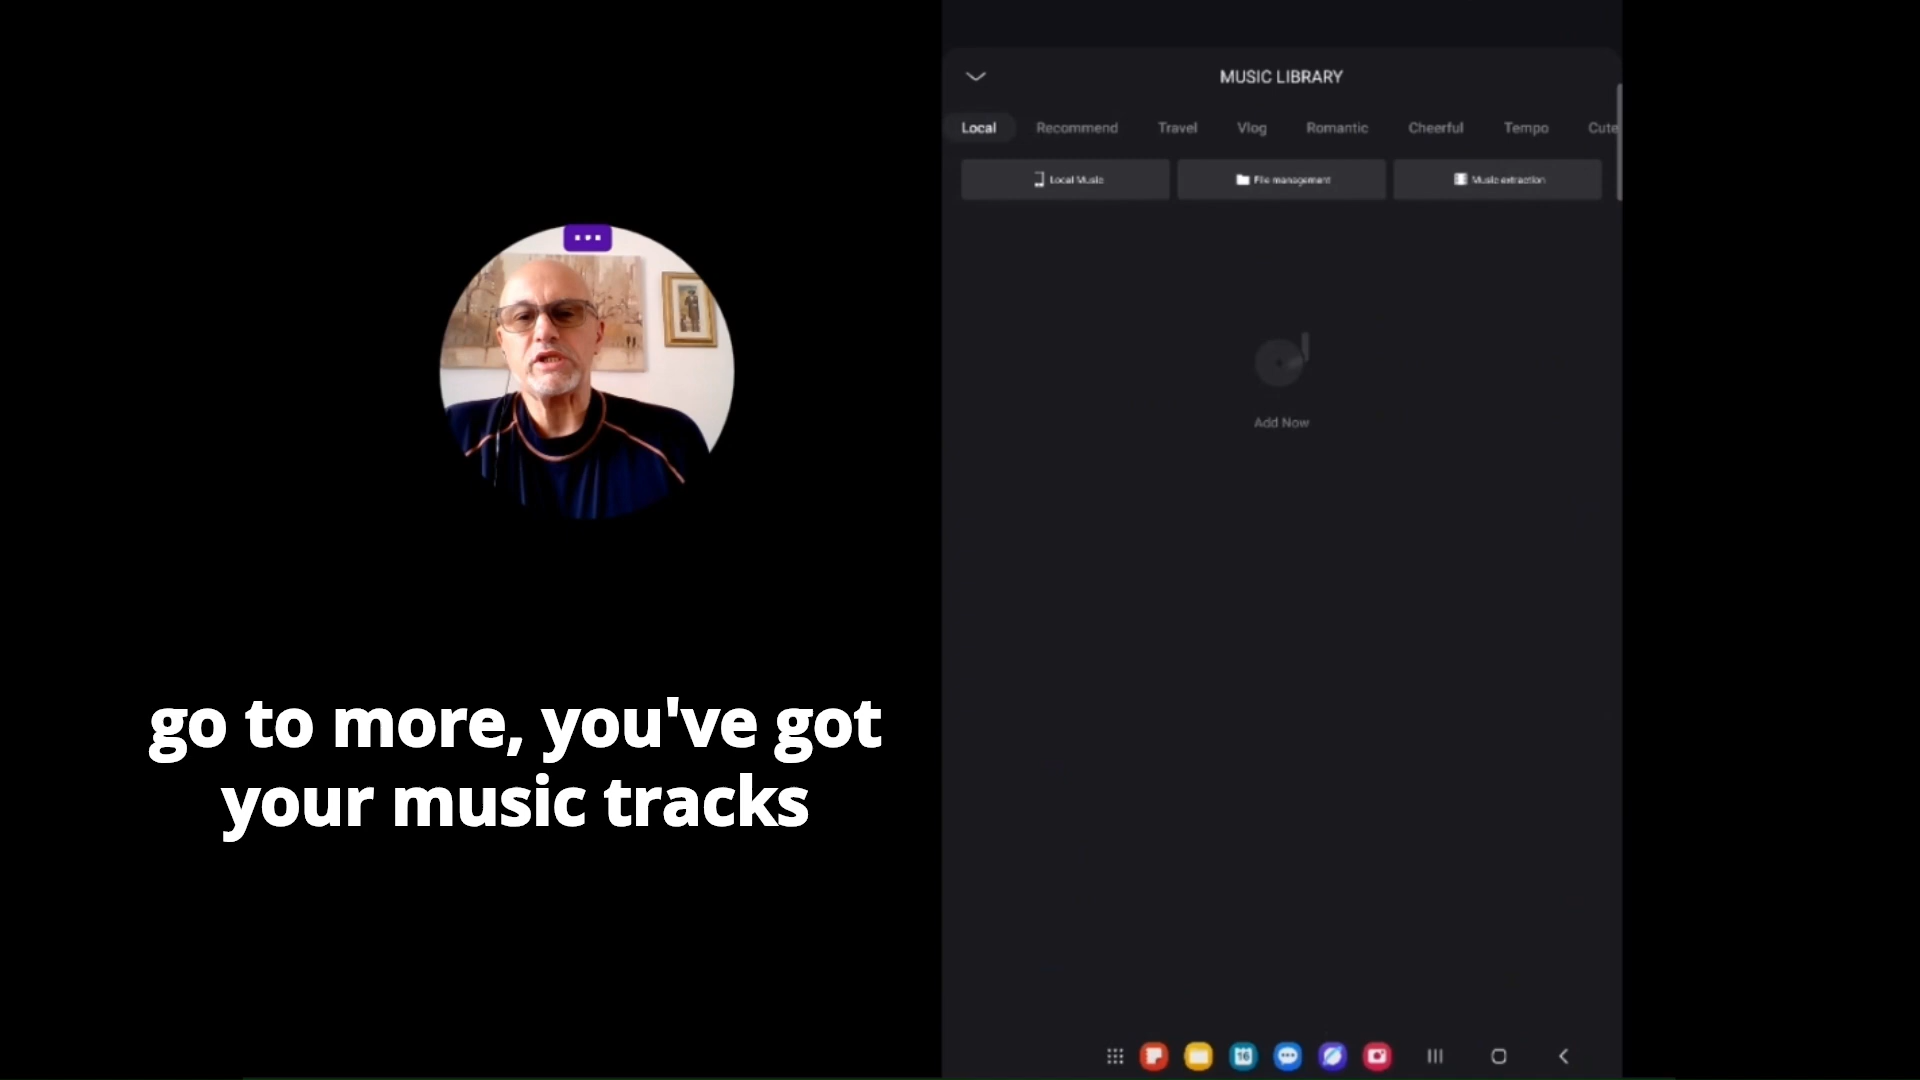 MUSIC LIBRARY
Local Recommend Travel Vlog Romantic Cheerful Tempo Cute
Local Music File management Music extraction
Add Now
go to more, you've got
your music tracks
16